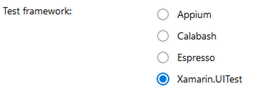 Test framework:
Appium
Calabash
Espresso
Xamarin.UITest